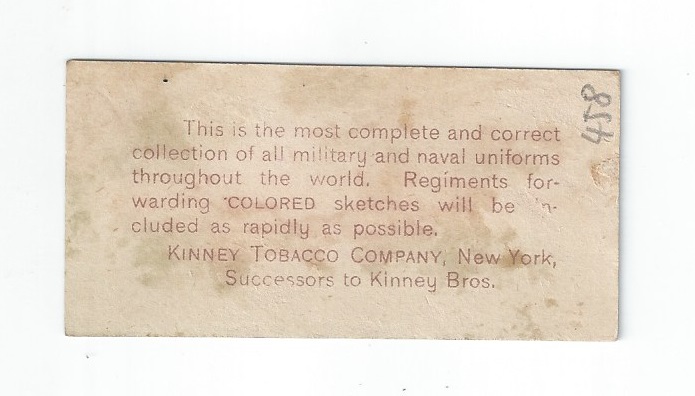 This is the most complete and correct
collection of all military and naval uniforms
throughout the world. Regiments for-
warding COLORED sketches will be in-
cluded as rapidly as possible.
KINNEY TOBACCO COMPANY, New York,
Successors to Kinney Bros.
458